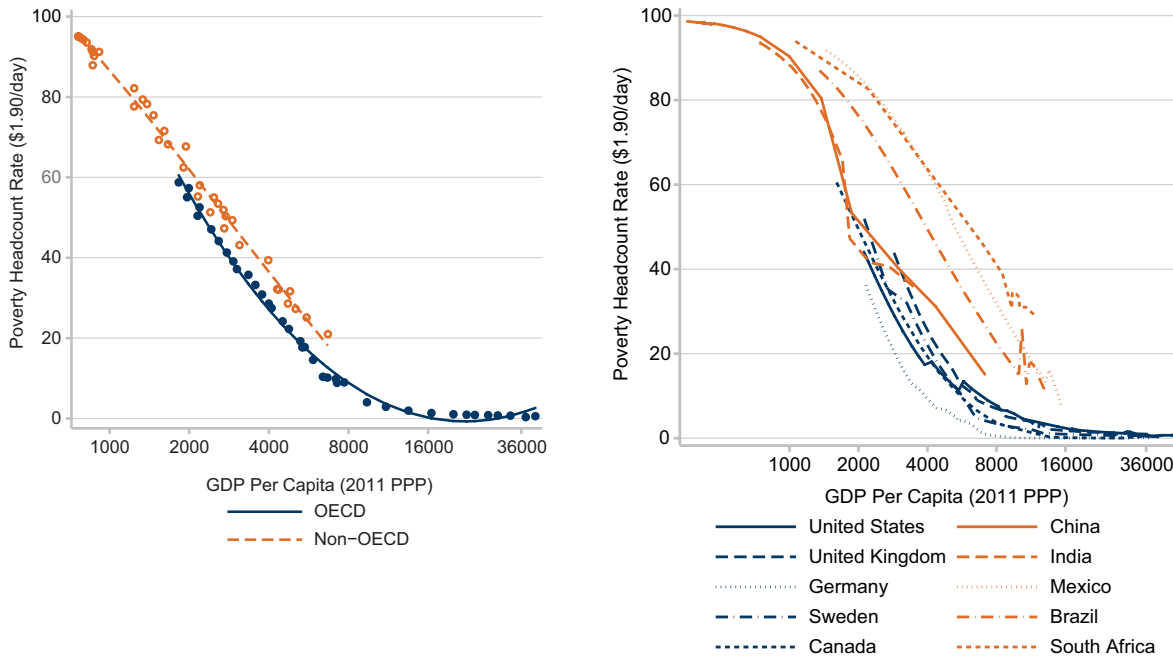 Poverty Headcount Rate ($1.90/day)
100
80
60
40
20
0
1000 2000 4000 8000 16000 36000
GDP Per Capita (2011 PPP)
OECD
Non−OECD
Poverty Headcount Rate ($1.90/day)
100
80
60
40
20
0
1000 2000 4000 8000 16000 36000
GDP Per Capita (2011 PPP)
United States China
United Kingdom India
Germany Mexico
Sweden Brazil
Canada South Africa